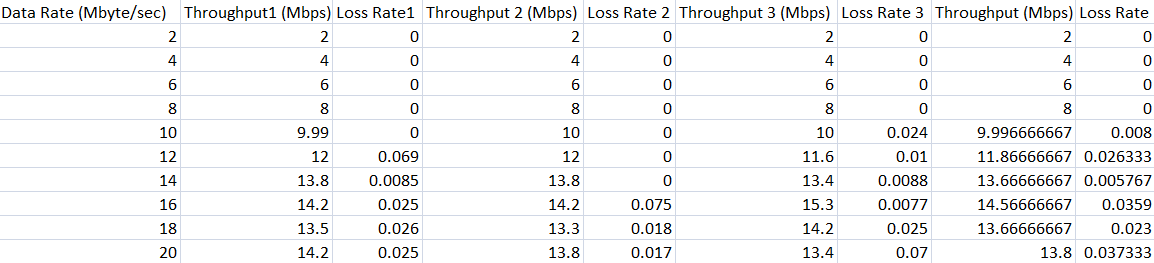 Data Rate (Mbyte/sec) Throughput1 (Mbps) Loss Rate1 Throughput 2 (Mbps) Loss Rate 2 Throughput 3 (Mbps) Loss Rate 3 Throughput (Mbps) Loss Rate
2 2 0 2 0 2 0 2 0
4 4 0 4 0 4 0 4 0
6 6 0 6 0 6 0 6 0
8 8 0 8 0 8 0 8 0
10 9.99 0 10 0 10 0.024 9.996666667 0.008
12 12 0.069 12 0 11.6 0.01 11.86666667 0.026333
14 13.8 0.0085 13.8 0 13.4 0.0088 13.66666667 0.005767
16 14.2 0.025 14.2 0.075 15.3 0.0077 14.56666667 0.0359
18 13.5 0.026 13.3 0.018 14.2 0.025 13.66666667 0.023
20 14.2 0.025 13.8 0.017 13.4 0.07 13.8 0.037333